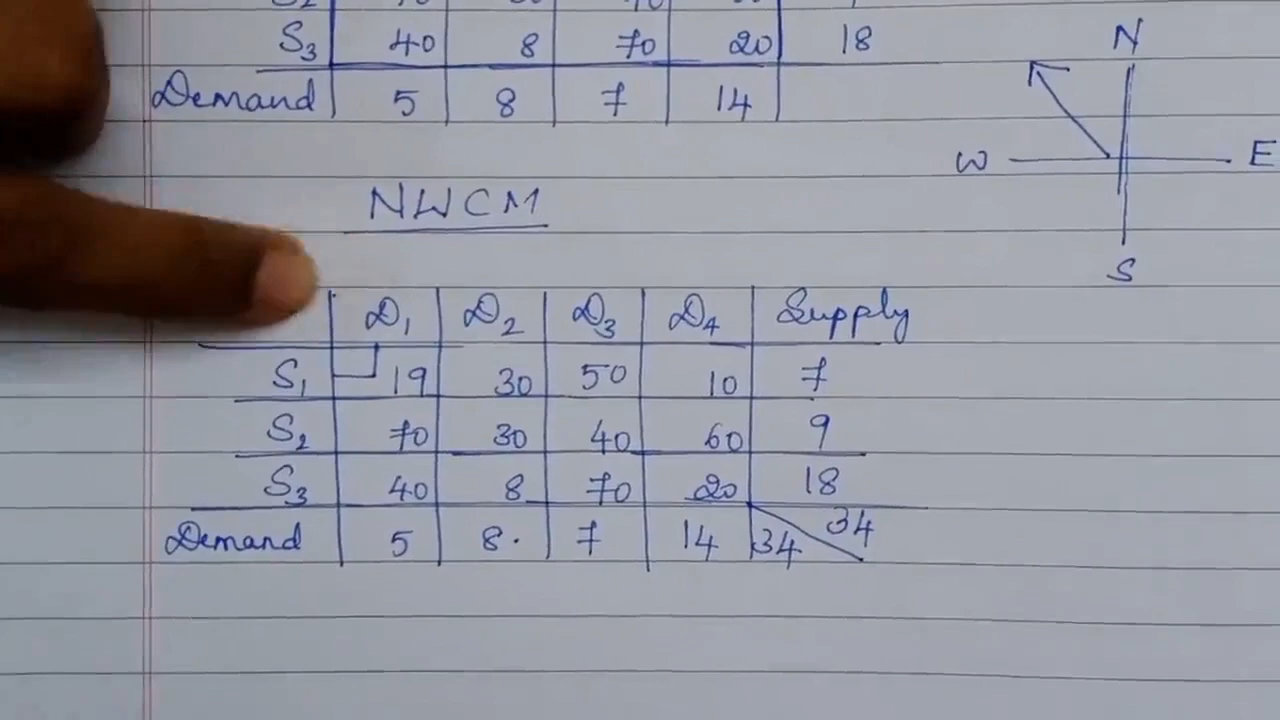 S3 40 8 70 20 18
Demand 5 8 7 14
N
W E
S
NWCM
D1 D2 D3 D4 Supply
S1 19 30 50 10 7
S2 70 30 40 60 9
S3 40 8 70 20 18
Demand 5 8. 7 14 34 34